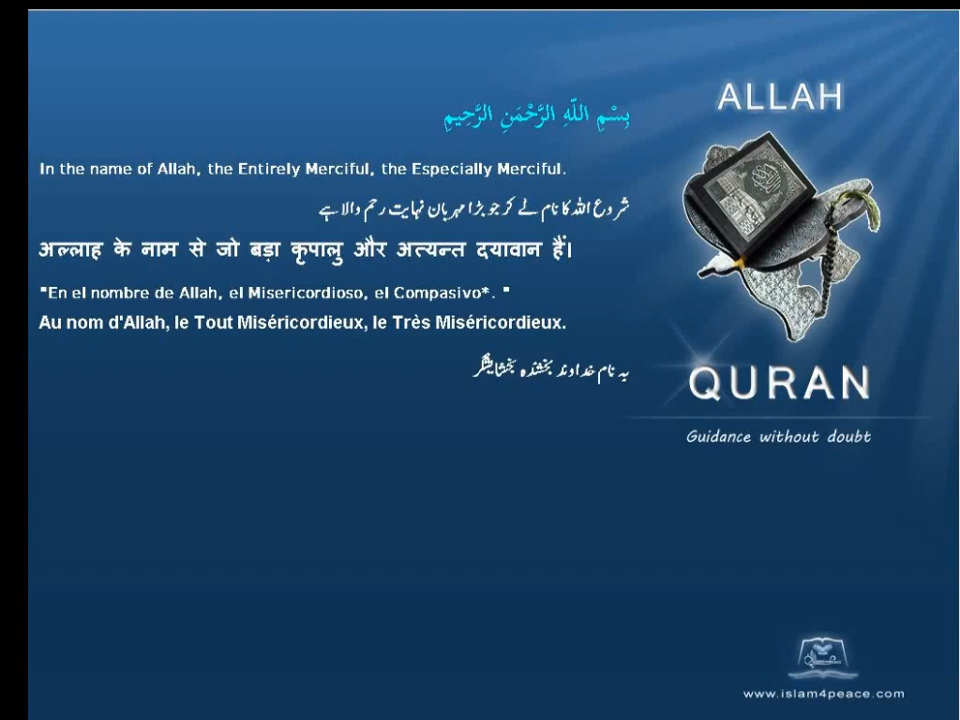 بِسْمِ اللَّهِ الرَّحْمَنِ الرَّحِيمِ
In the name of Allah, the Entirely Merciful, the Especially Merciful.
شروع اللہ کا نام لے کر جو بڑا مہربان نہایت رحم والا ہے
अल्लाह के नाम से जो बड़ा कृपालु और अत्यन्त दयावान हैं।
"En el nombre de Allah, el Misericordioso, el Compasivo*. "
Au nom d'Allah, le Tout Miséricordieux, le Très Miséricordieux.
به نام خداوند بخشنده بخشایشگر
ALLAH
QURAN
Guidance without doubt
www.islam4peace.com